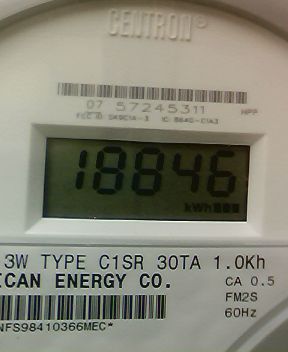 CENTRON®
07 57245311
18846
kWh
3W TYPE C1SR 30TA 1.0Kh
ICAN ENERGY CO.
CA 0.5
FM2S
60Hz
NFS98410366MEC*